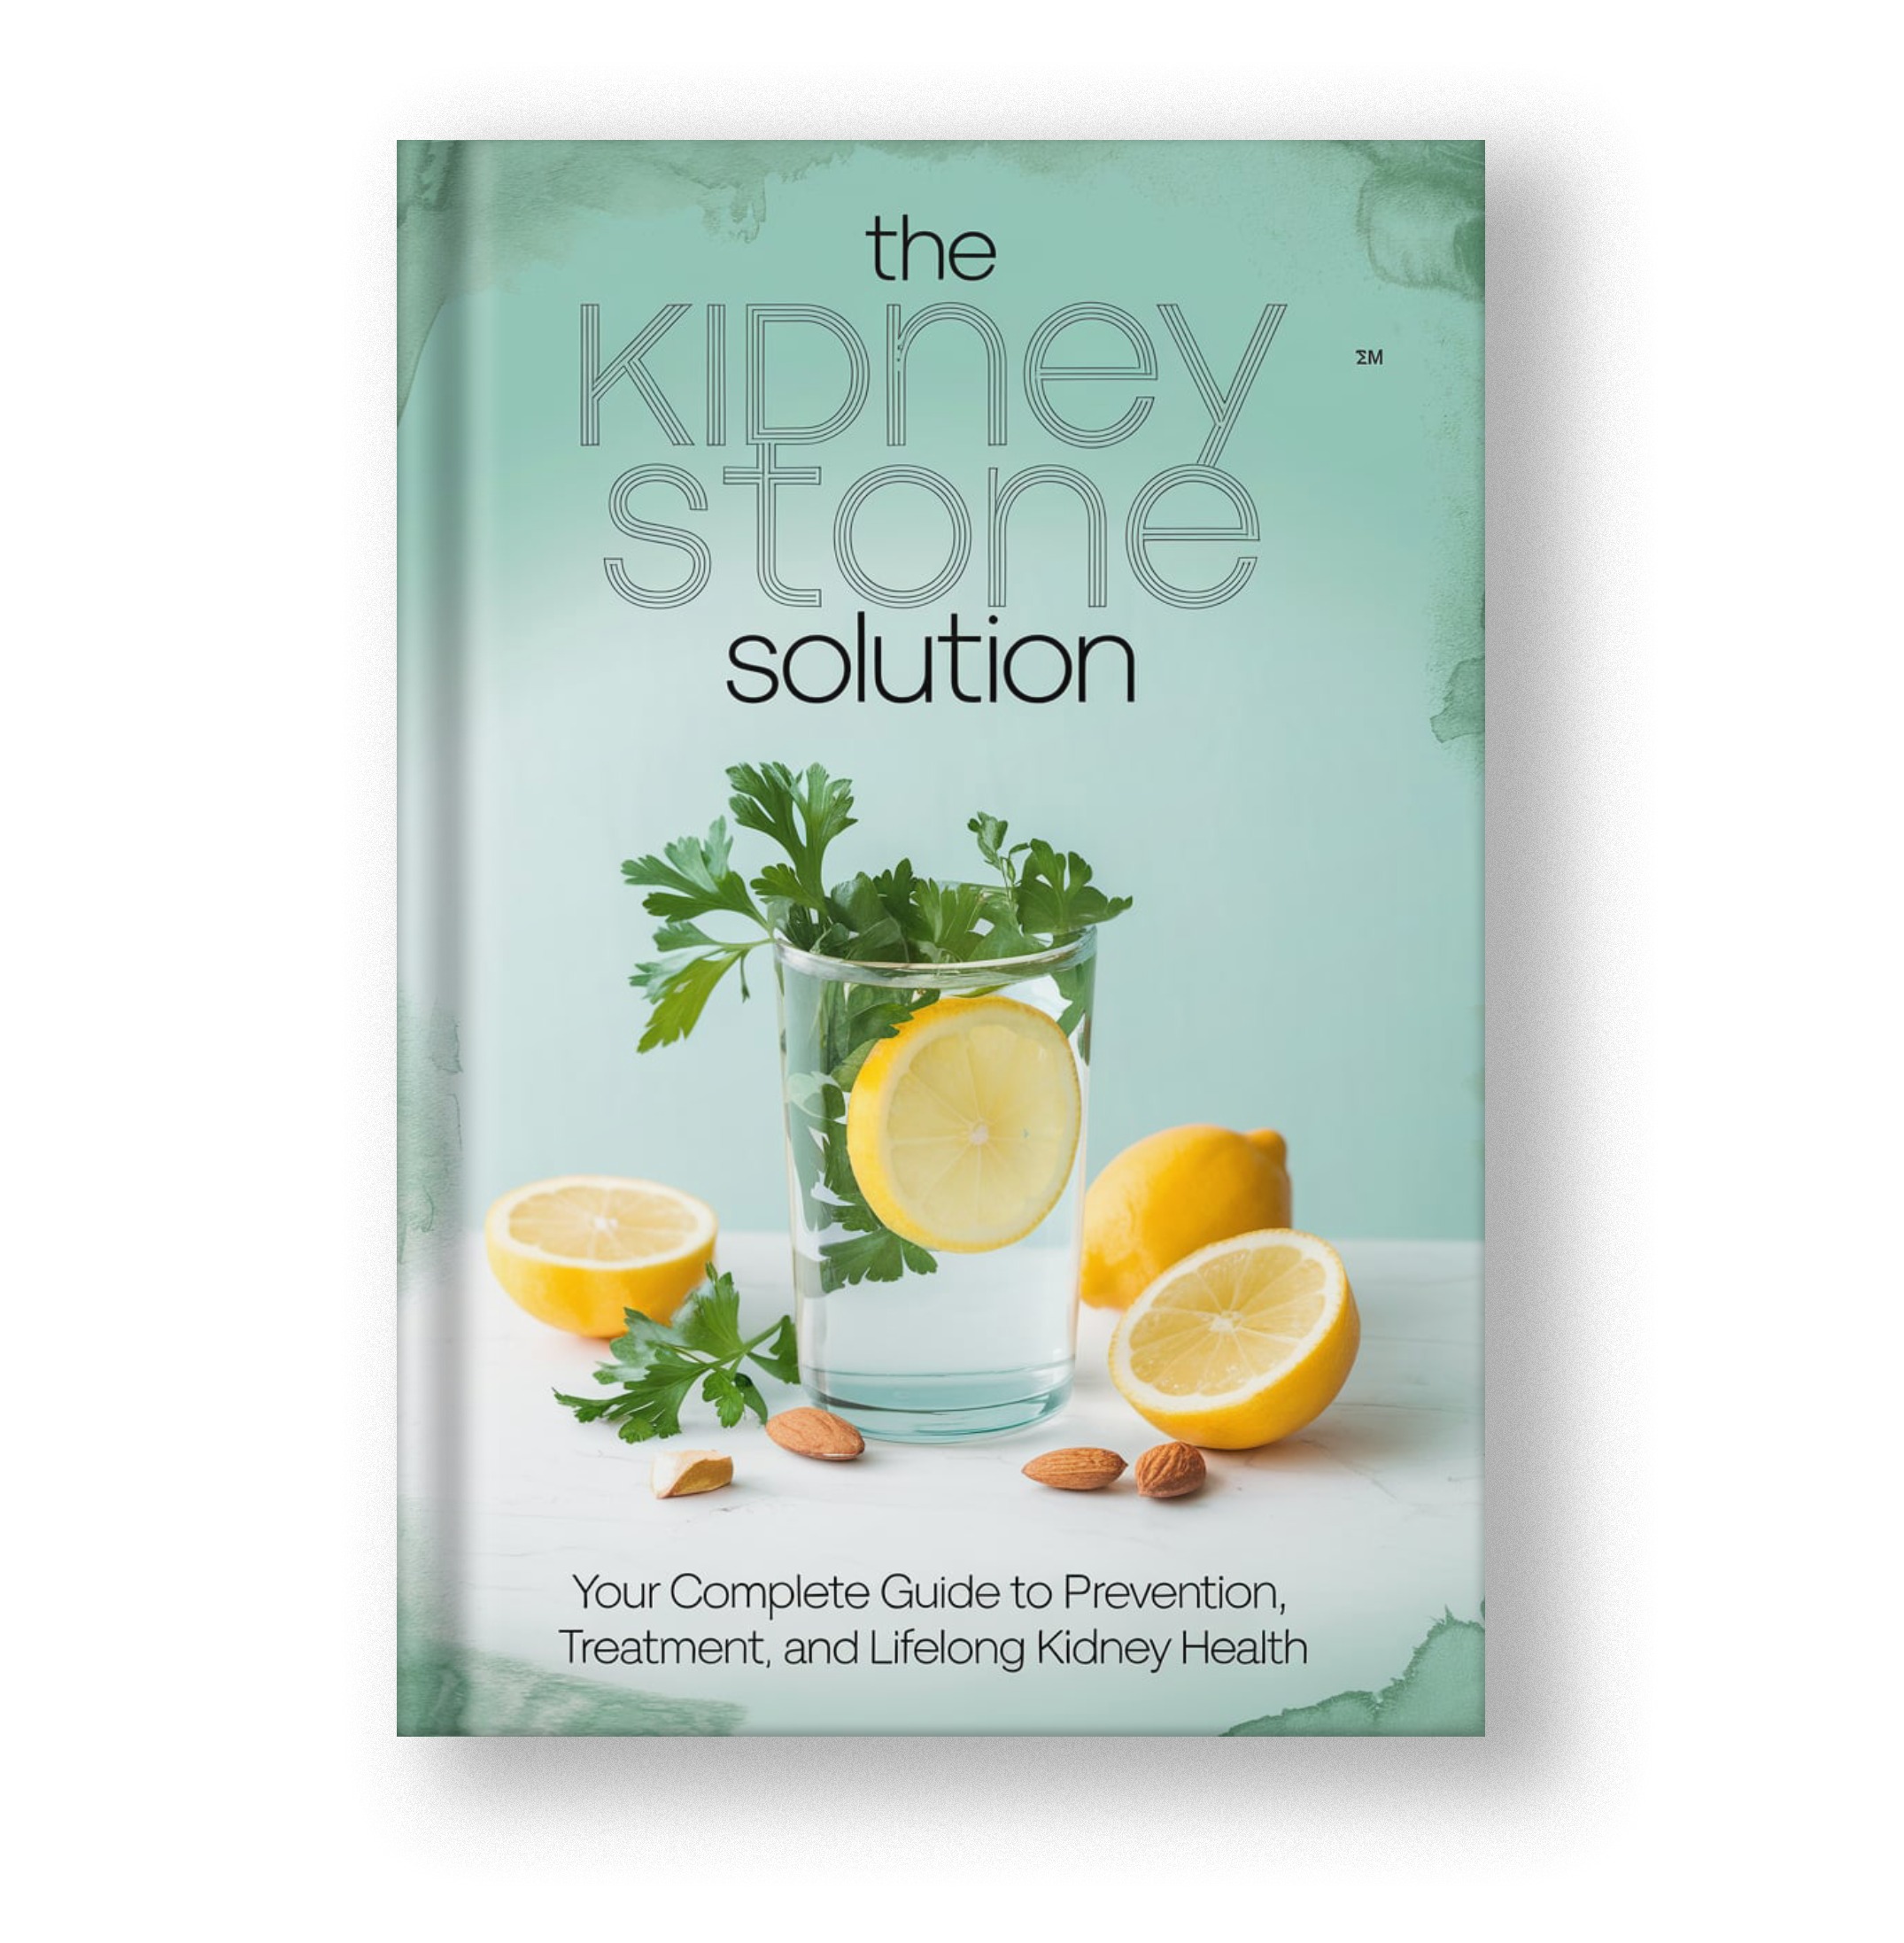 the
KIDney
stone
solution
ΣM
Your Complete Guide to Prevention,
Treatment, and Lifelong Kidney Health